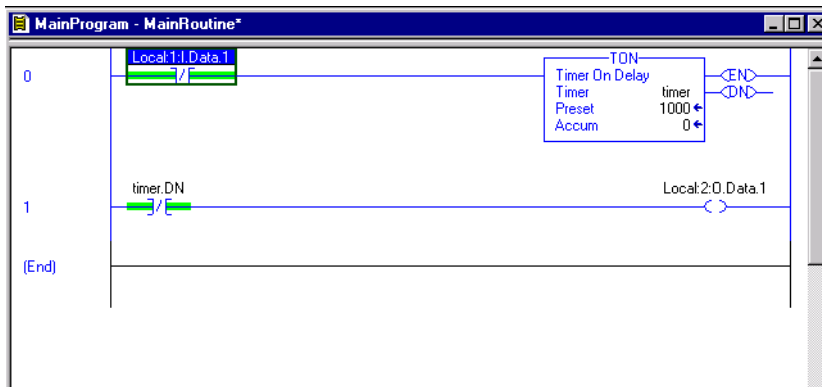 MainProgram - MainRoutine*
0
Local:1:I.Data.1
TON
Timer On Delay
Timer timer
Preset 1000
Accum 0
EN
DN
1
timer.DN
Local:2:O.Data.1
(End)